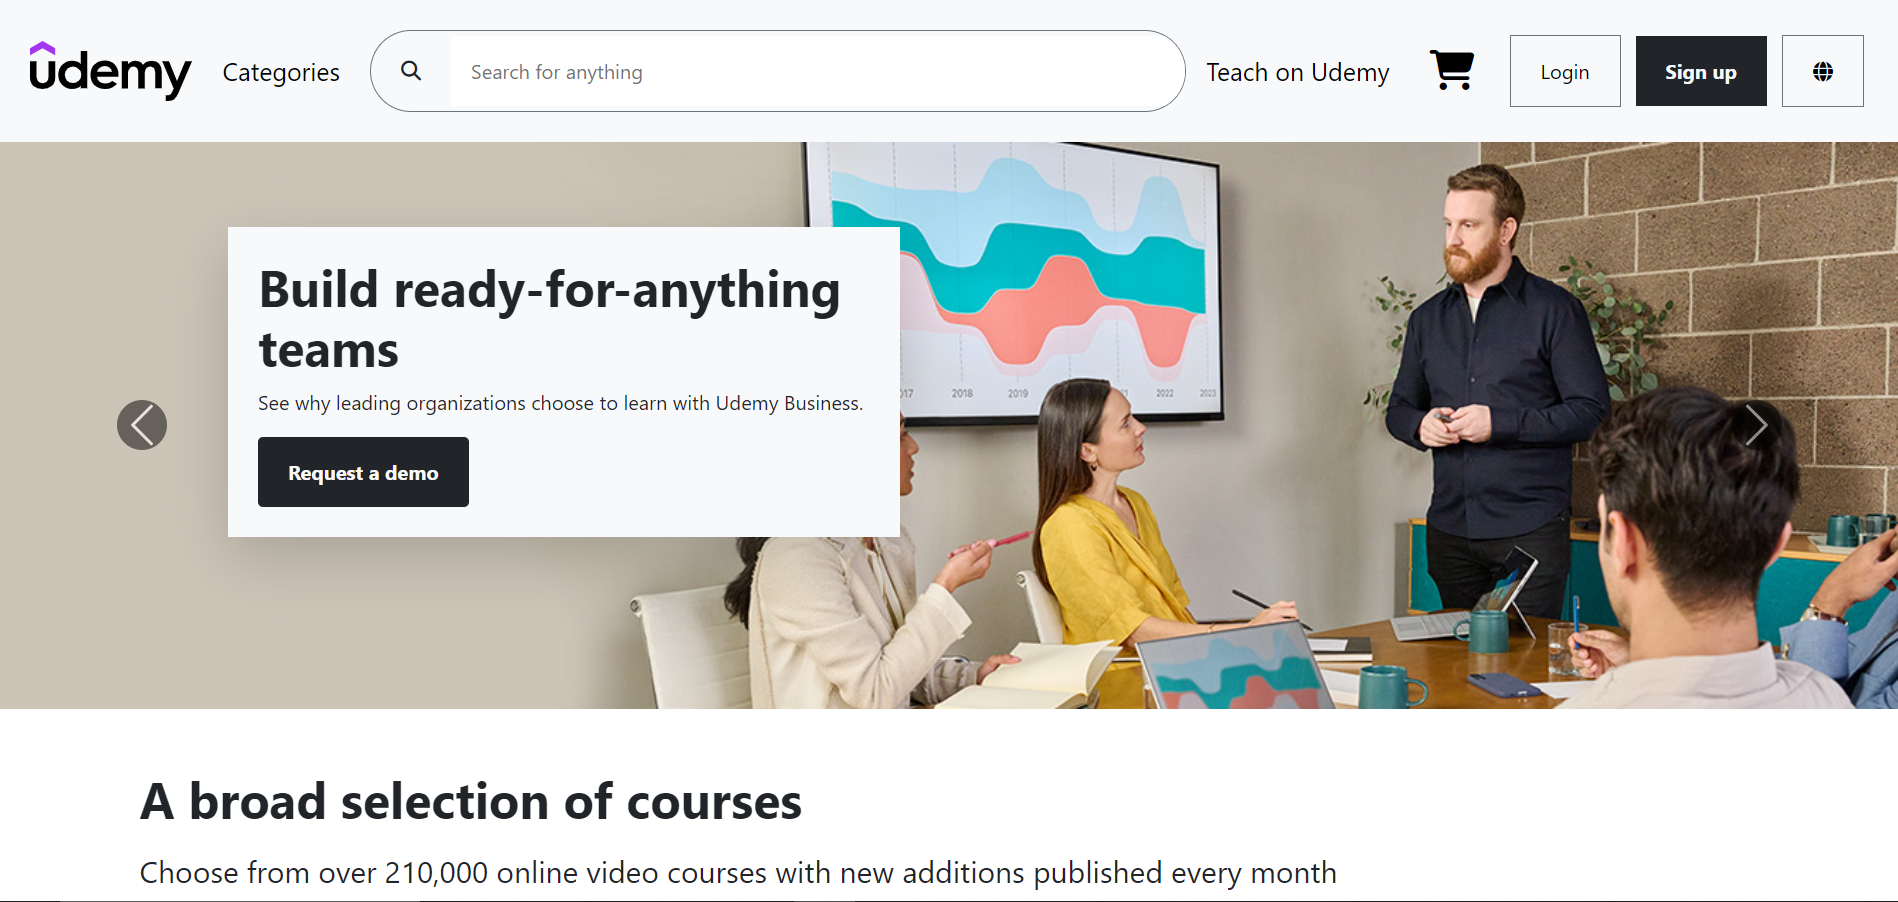 udemy
Categories
Search for anything
Teach on Udemy
Login
Sign up
Build ready-for-anything
teams
See why leading organizations choose to learn with Udemy Business.
Request a demo
17 2018 2019 21 2022 2023
A broad selection of courses
Choose from over 210,000 online video courses with new additions published every month